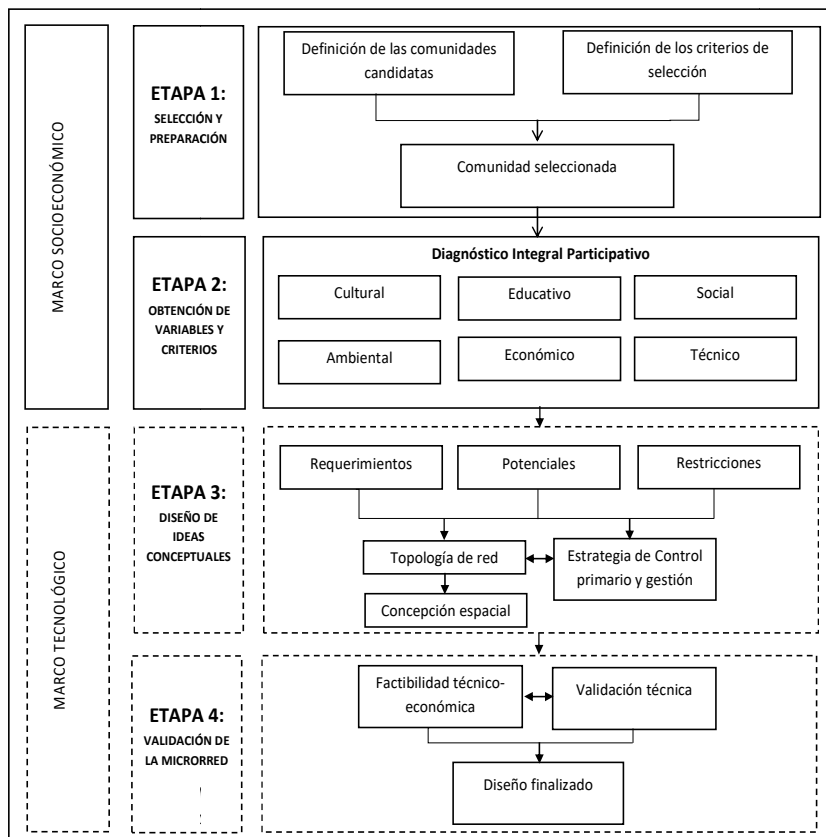 MARCO SOCIOECONÓMICO
ETAPA 1:
SELECCIÓN Y
PREPARACIÓN
Definición de las comunidades
candidatas
Definición de los criterios de
selección
Comunidad seleccionada
ETAPA 2:
OBTENCIÓN DE
VARIABLES Y
CRITERIOS
Diagnóstico Integral Participativo
Cultural
Educativo
Social
Ambiental
Económico
Técnico
MARCO TECNOLÓGICO
ETAPA 3:
DISEÑO DE
IDEAS
CONCEPTUALES
Requerimientos
Potenciales
Restricciones
Topología de red
Estrategia de Control
primario y gestión
Concepción espacial
ETAPA 4:
VALIDACIÓN DE
LA MICRORRED
Factibilidad técnico-
económica
Validación técnica
Diseño finalizado